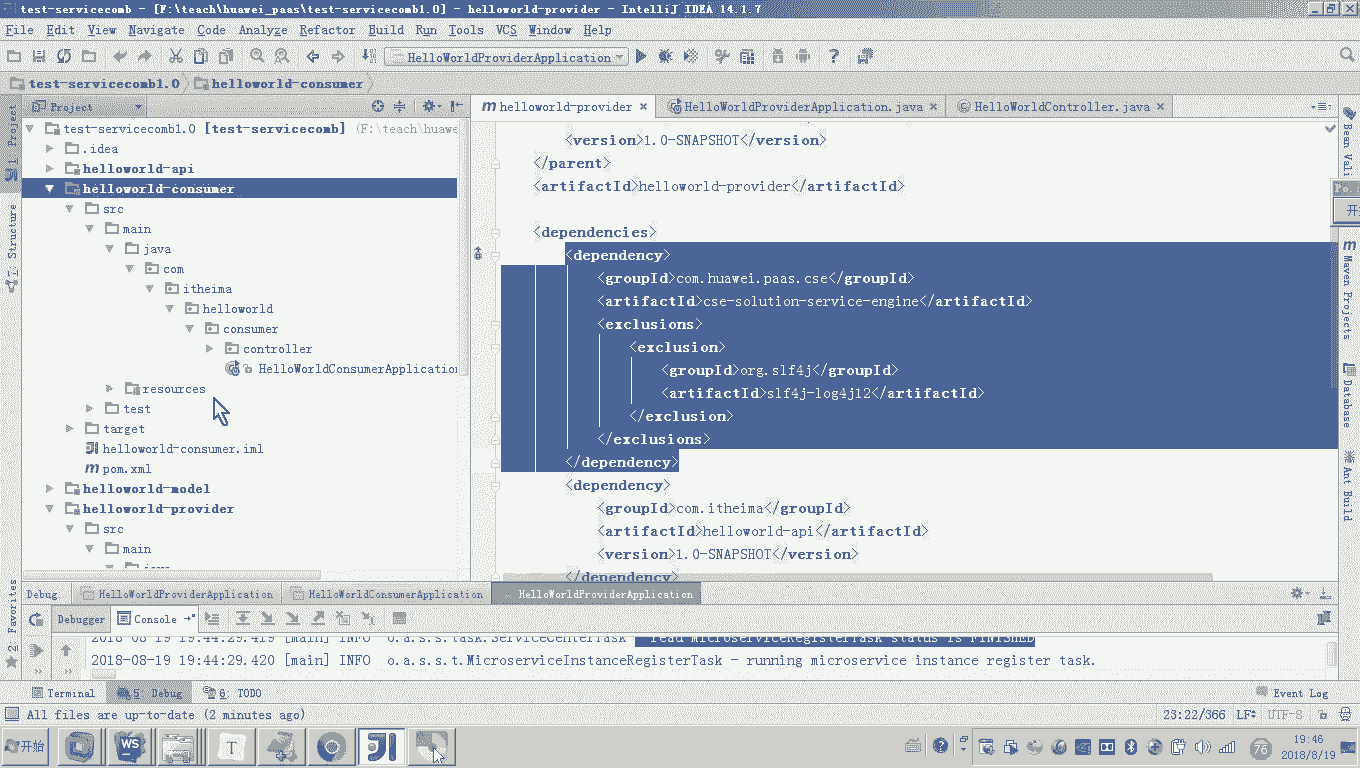 test-servicecomb - [F:\teach\huawei_paas\test-servicecomb1.0] - helloworld-provider - IntelliJ IDEA 14.1.7
File Edit View Navigate Code Analyze Refactor Build Run Tools VCS Window Help
HelloWorldProviderApplication
test-servicecomb1.0 helloworld-consumer
Project
helloworld-provider HelloWorldProviderApplication.java HelloWorldController.java
test-servicecomb1.0 [test-servicecomb] (F:\teach\huawe
.idea
helloworld-api
helloworld-consumer
src
main
java
com
itheima
helloworld
consumer
controller
HelloWorldConsumerApplication
resources
test
target
helloworld-consumer.iml
pom.xml
helloworld-model
helloworld-provider
src
main
<version>1.0-SNAPSHOT</version>
</parent>
<artifactId>helloworld-provider</artifactId>
<dependencies>
<dependency>
<groupId>com.huawei.paas.cse</groupId>
<artifactId>cse-solution-service-engine</artifactId>
<exclusions>
<exclusion>
<groupId>org.slf4j</groupId>
<artifactId>slf4j-log4j12</artifactId>
</exclusion>
</exclusions>
</dependency>
<dependency>
<groupId>com.itheima</groupId>
<artifactId>helloworld-api</artifactId>
<version>1.0-SNAPSHOT</version>
</dependency>
1: Project
7: Structure
2: Favorites
Bean Vali
Maven Projects
Database
Ant Build
Debug HelloWorldProviderApplication HelloWorldConsumerApplication HelloWorldProviderApplication
Debugger Console
2018-08-19 19:44:29.419 [main] INFO o.a.s.s.task.ServiceCenterTask - read MicroserviceRegisterTask status is FINISHED
2018-08-19 19:44:29.420 [main] INFO o.a.s.s.t.MicroserviceInstanceRegisterTask - running microservice instance register task.
Terminal 5: Debug 6: TODO Event Log
All files are up-to-date (2 minutes ago) 23:22/366 LF UTF-8
开始 WS T 76 19:46
2018/8/19